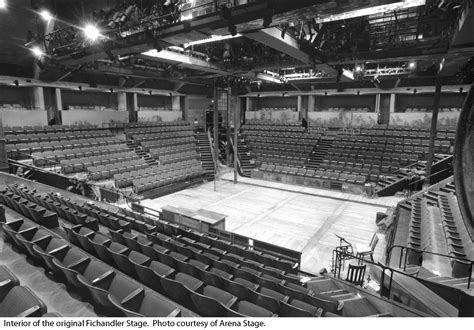 Interior of the original Fichandler Stage.  Photo courtesy of Arena Stage.